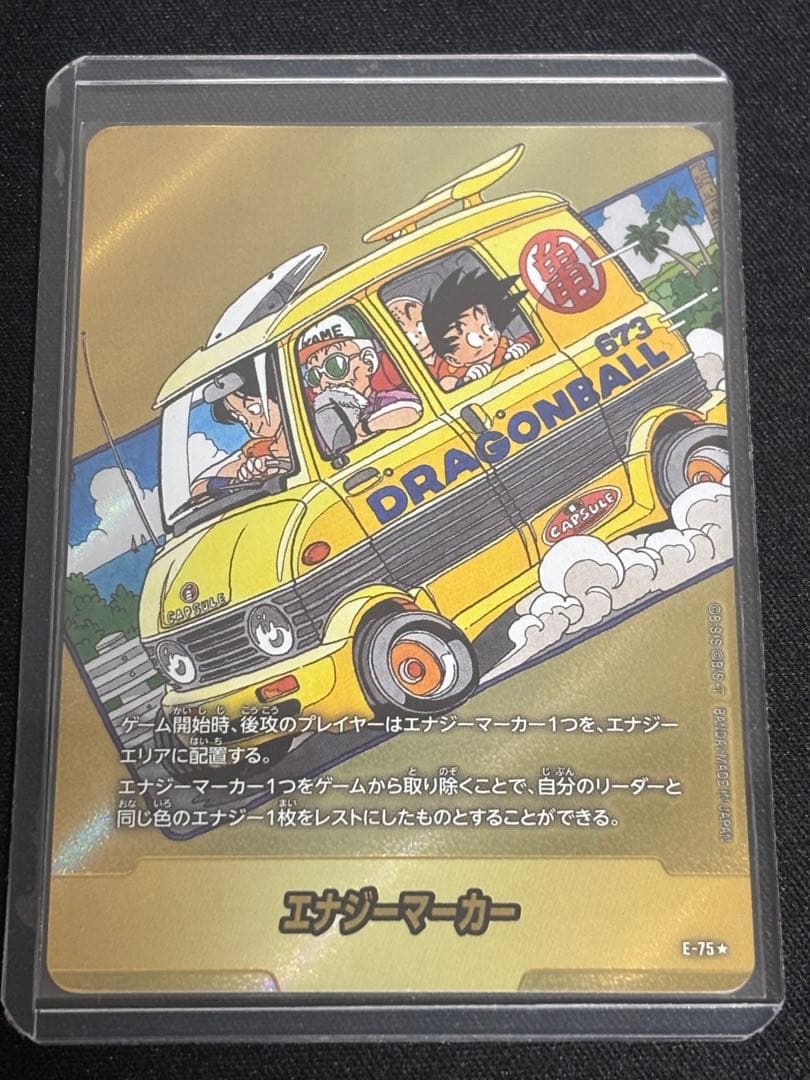 亀
KAME
673
DRAGONBALL
CAPSULE
CAPSULE
ゲーム開始時、後攻のプレイヤーはエナジーマーカー1つを、エナジー
エリアに配置する。
エナジーマーカー1つをゲームから取り除くことで、自分のリーダーと
同じ色のエナジー1枚をレストにしたものとすることができる。
©B・S/S ©B/S・T BANDAI MADE IN JAPAN
エナジーマーカー
E-75★